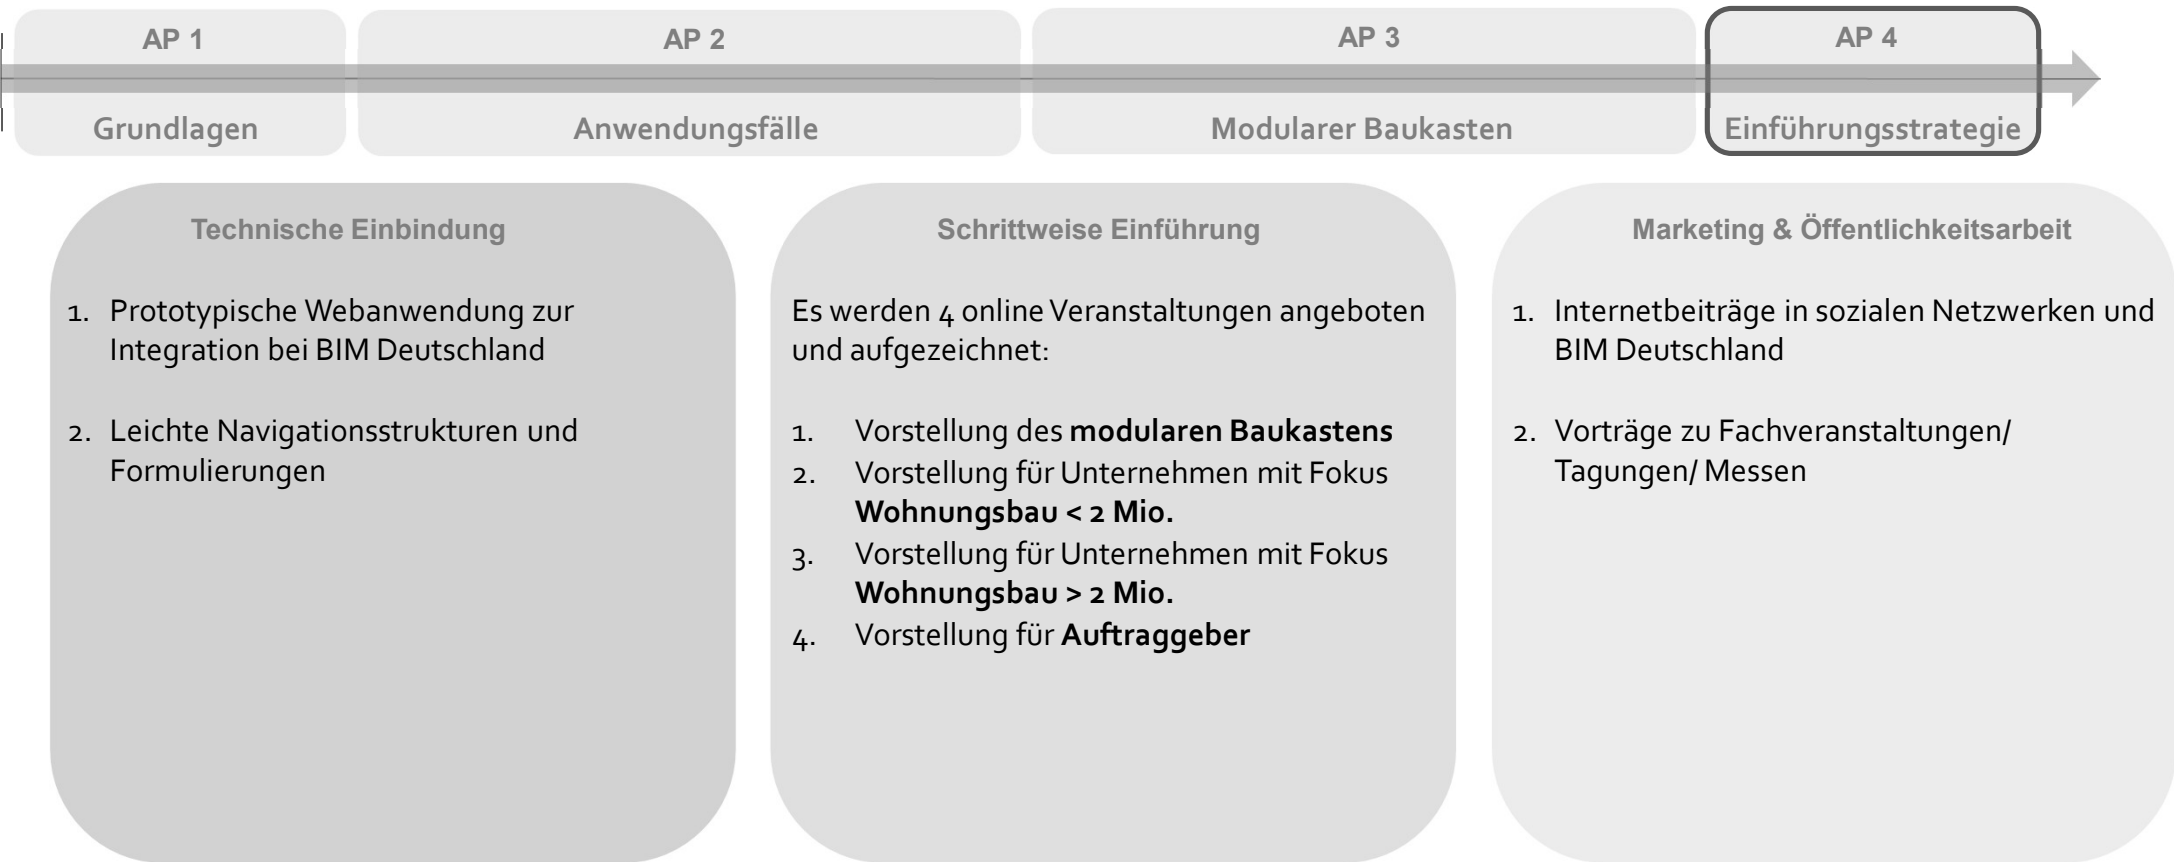 AP 1
AP 2
AP 3
AP 4
Grundlagen
Anwendungsfälle
Modularer Baukasten
Einführungsstrategie
Technische Einbindung
1. Prototypische Webanwendung zur
Integration bei BIM Deutschland
2. Leichte Navigationsstrukturen und
Formulierungen
Schrittweise Einführung
Es werden 4 online Veranstaltungen angeboten
und aufgezeichnet:
1. Vorstellung des modularen Baukastens
2. Vorstellung für Unternehmen mit Fokus
Wohnungsbau < 2 Mio.
3. Vorstellung für Unternehmen mit Fokus
Wohnungsbau > 2 Mio.
4. Vorstellung für Auftraggeber
Marketing & Öffentlichkeitsarbeit
1. Internetbeiträge in sozialen Netzwerken und
BIM Deutschland
2. Vorträge zu Fachveranstaltungen/
Tagungen/ Messen